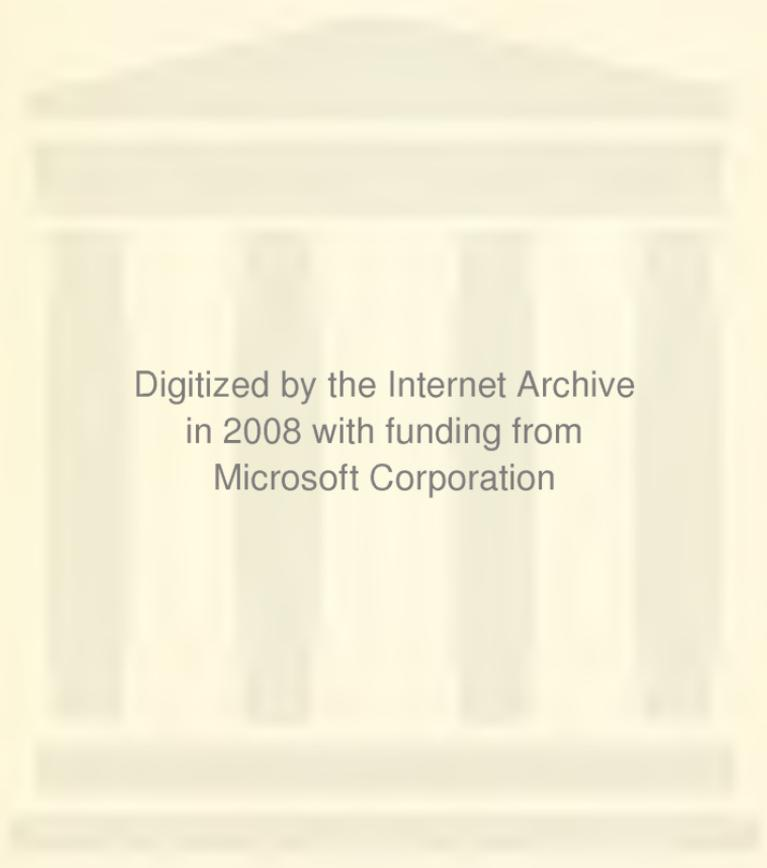 Digitized by the Internet Archive
in 2008 with funding from
Microsoft Corporation